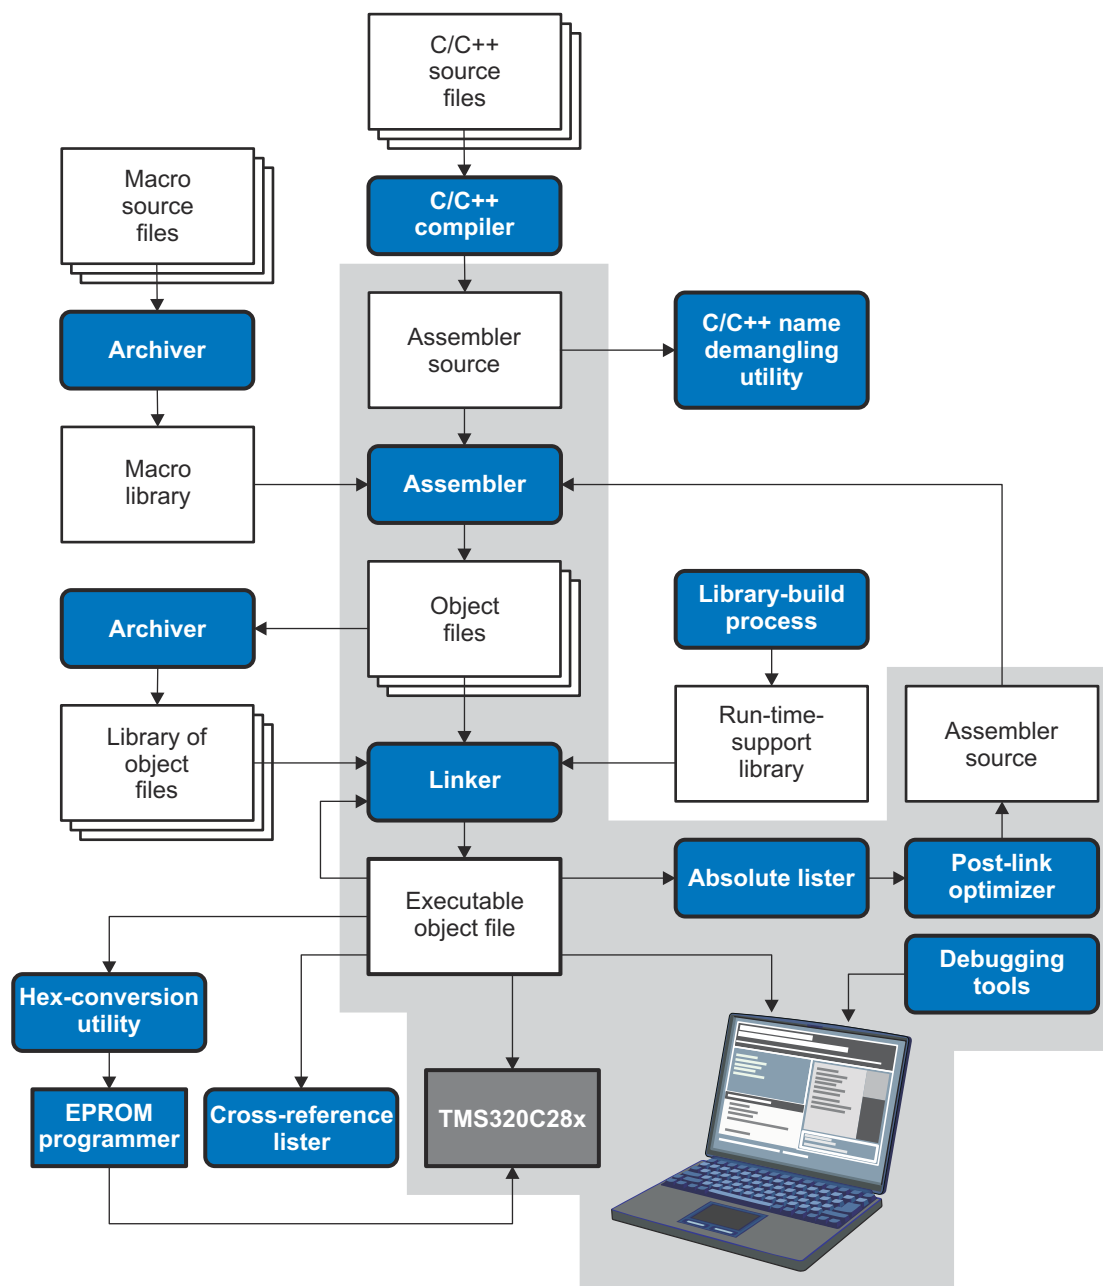 C/C++
source
files
Macro
source
files
C/C++
compiler
Archiver
Assembler
source
C/C++ name
demangling
utility
Macro
library
Assembler
Archiver
Object
files
Library-build
process
Library of
object
files
Linker
Run-time-
support
library
Assembler
source
Executable
object file
Absolute lister
Post-link
optimizer
Debugging
tools
Hex-conversion
utility
EPROM
programmer
Cross-reference
lister
TMS320C28x